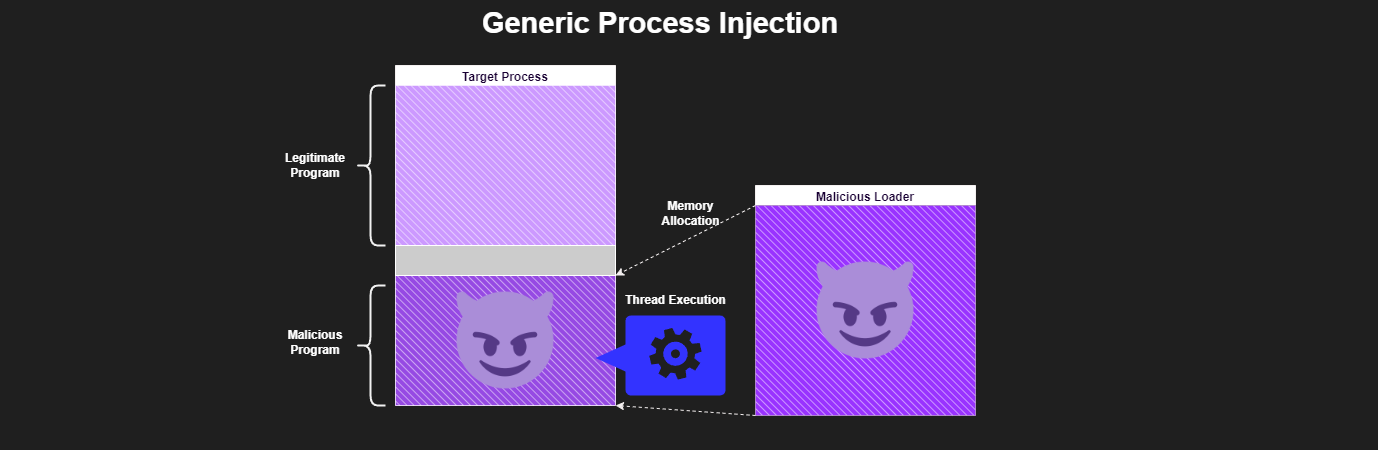 Generic Process Injection
Target Process
Legitimate
Program
Memory
Allocation
Malicious Loader
Thread Execution
Malicious
Program